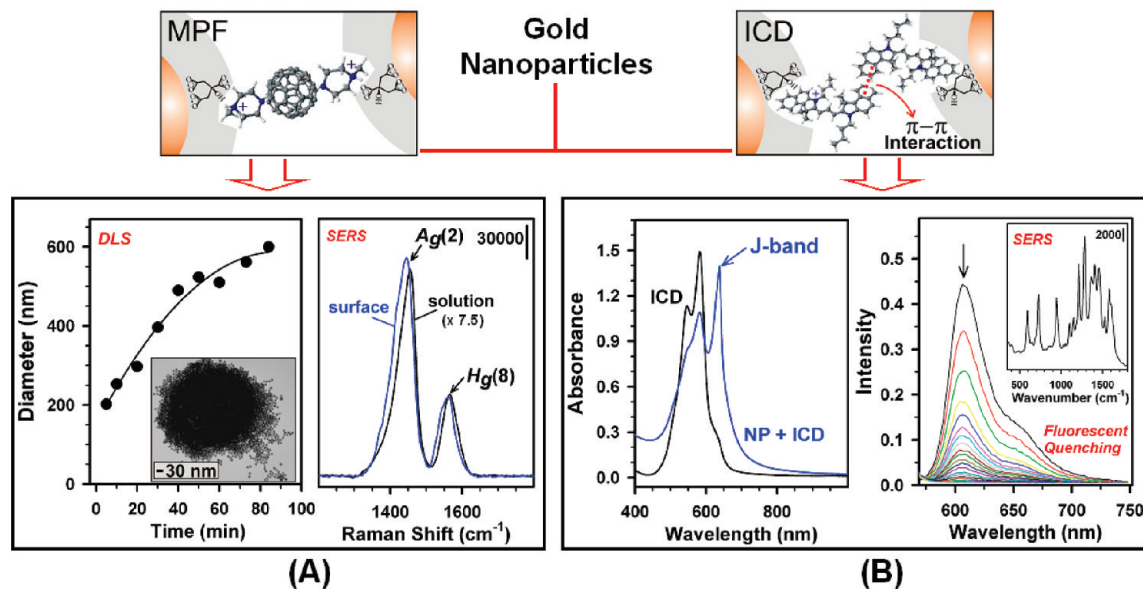 MPF
Gold
Nanoparticles
ICD
π–π
Interaction
DLS
Diameter (nm)
600
400
200
0
0 20 40 60 80 100
Time (min)
30 nm
SERS
Ag(2)
30000
surface
solution
(x 7.5)
Hg(8)
1400 1600
Raman Shift (cm-1)
(A)
Absorbance
1.5
1.2
0.9
0.6
0.3
0.0
J-band
ICD
NP + ICD
400 600 800
Wavelength (nm)
Intensity
0.5
0.4
0.3
0.2
0.1
0.0
SERS
2000
500 1000 1500
Wavenumber (cm-1)
Fluorescent
Quenching
600 650 700 750
Wavelength (nm)
(B)